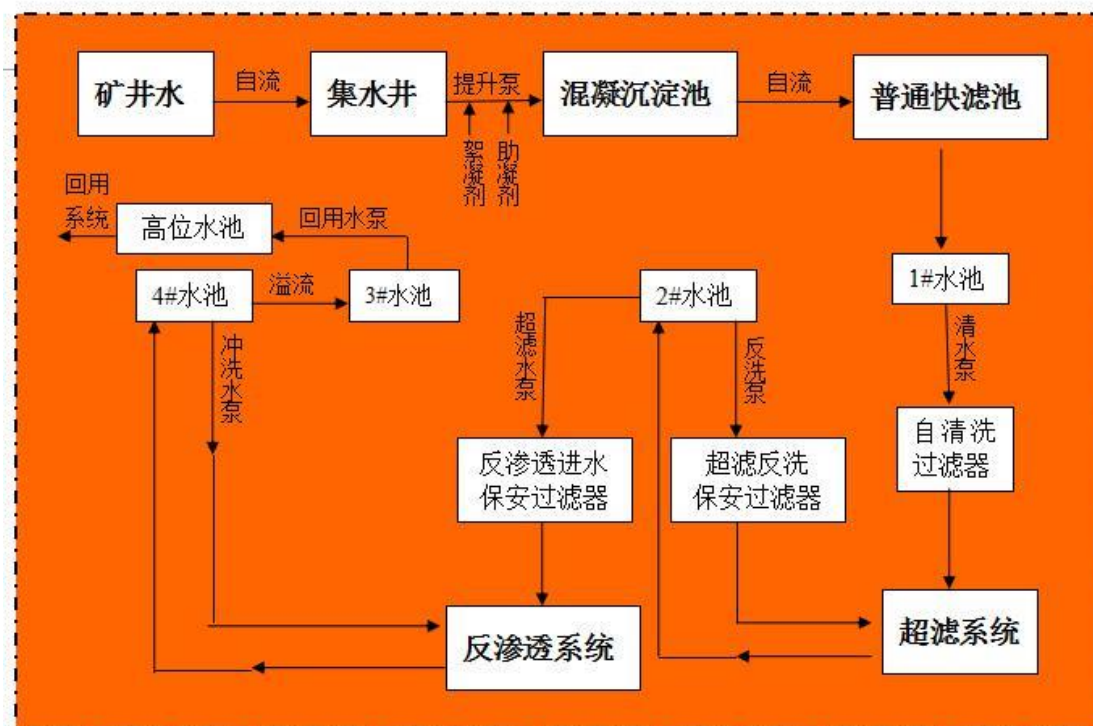 矿井水
自流
集水井
提升泵
絮凝剂
助凝剂
混凝沉淀池
自流
普通快滤池
回用
系统
高位水池
回用水泵
4#水池
溢流
3#水池
2#水池
1#水池
冲洗水泵
超滤水泵
反洗泵
清水泵
反渗透进水
保安过滤器
超滤反洗
保安过滤器
自清洗
过滤器
反渗透系统
超滤系统